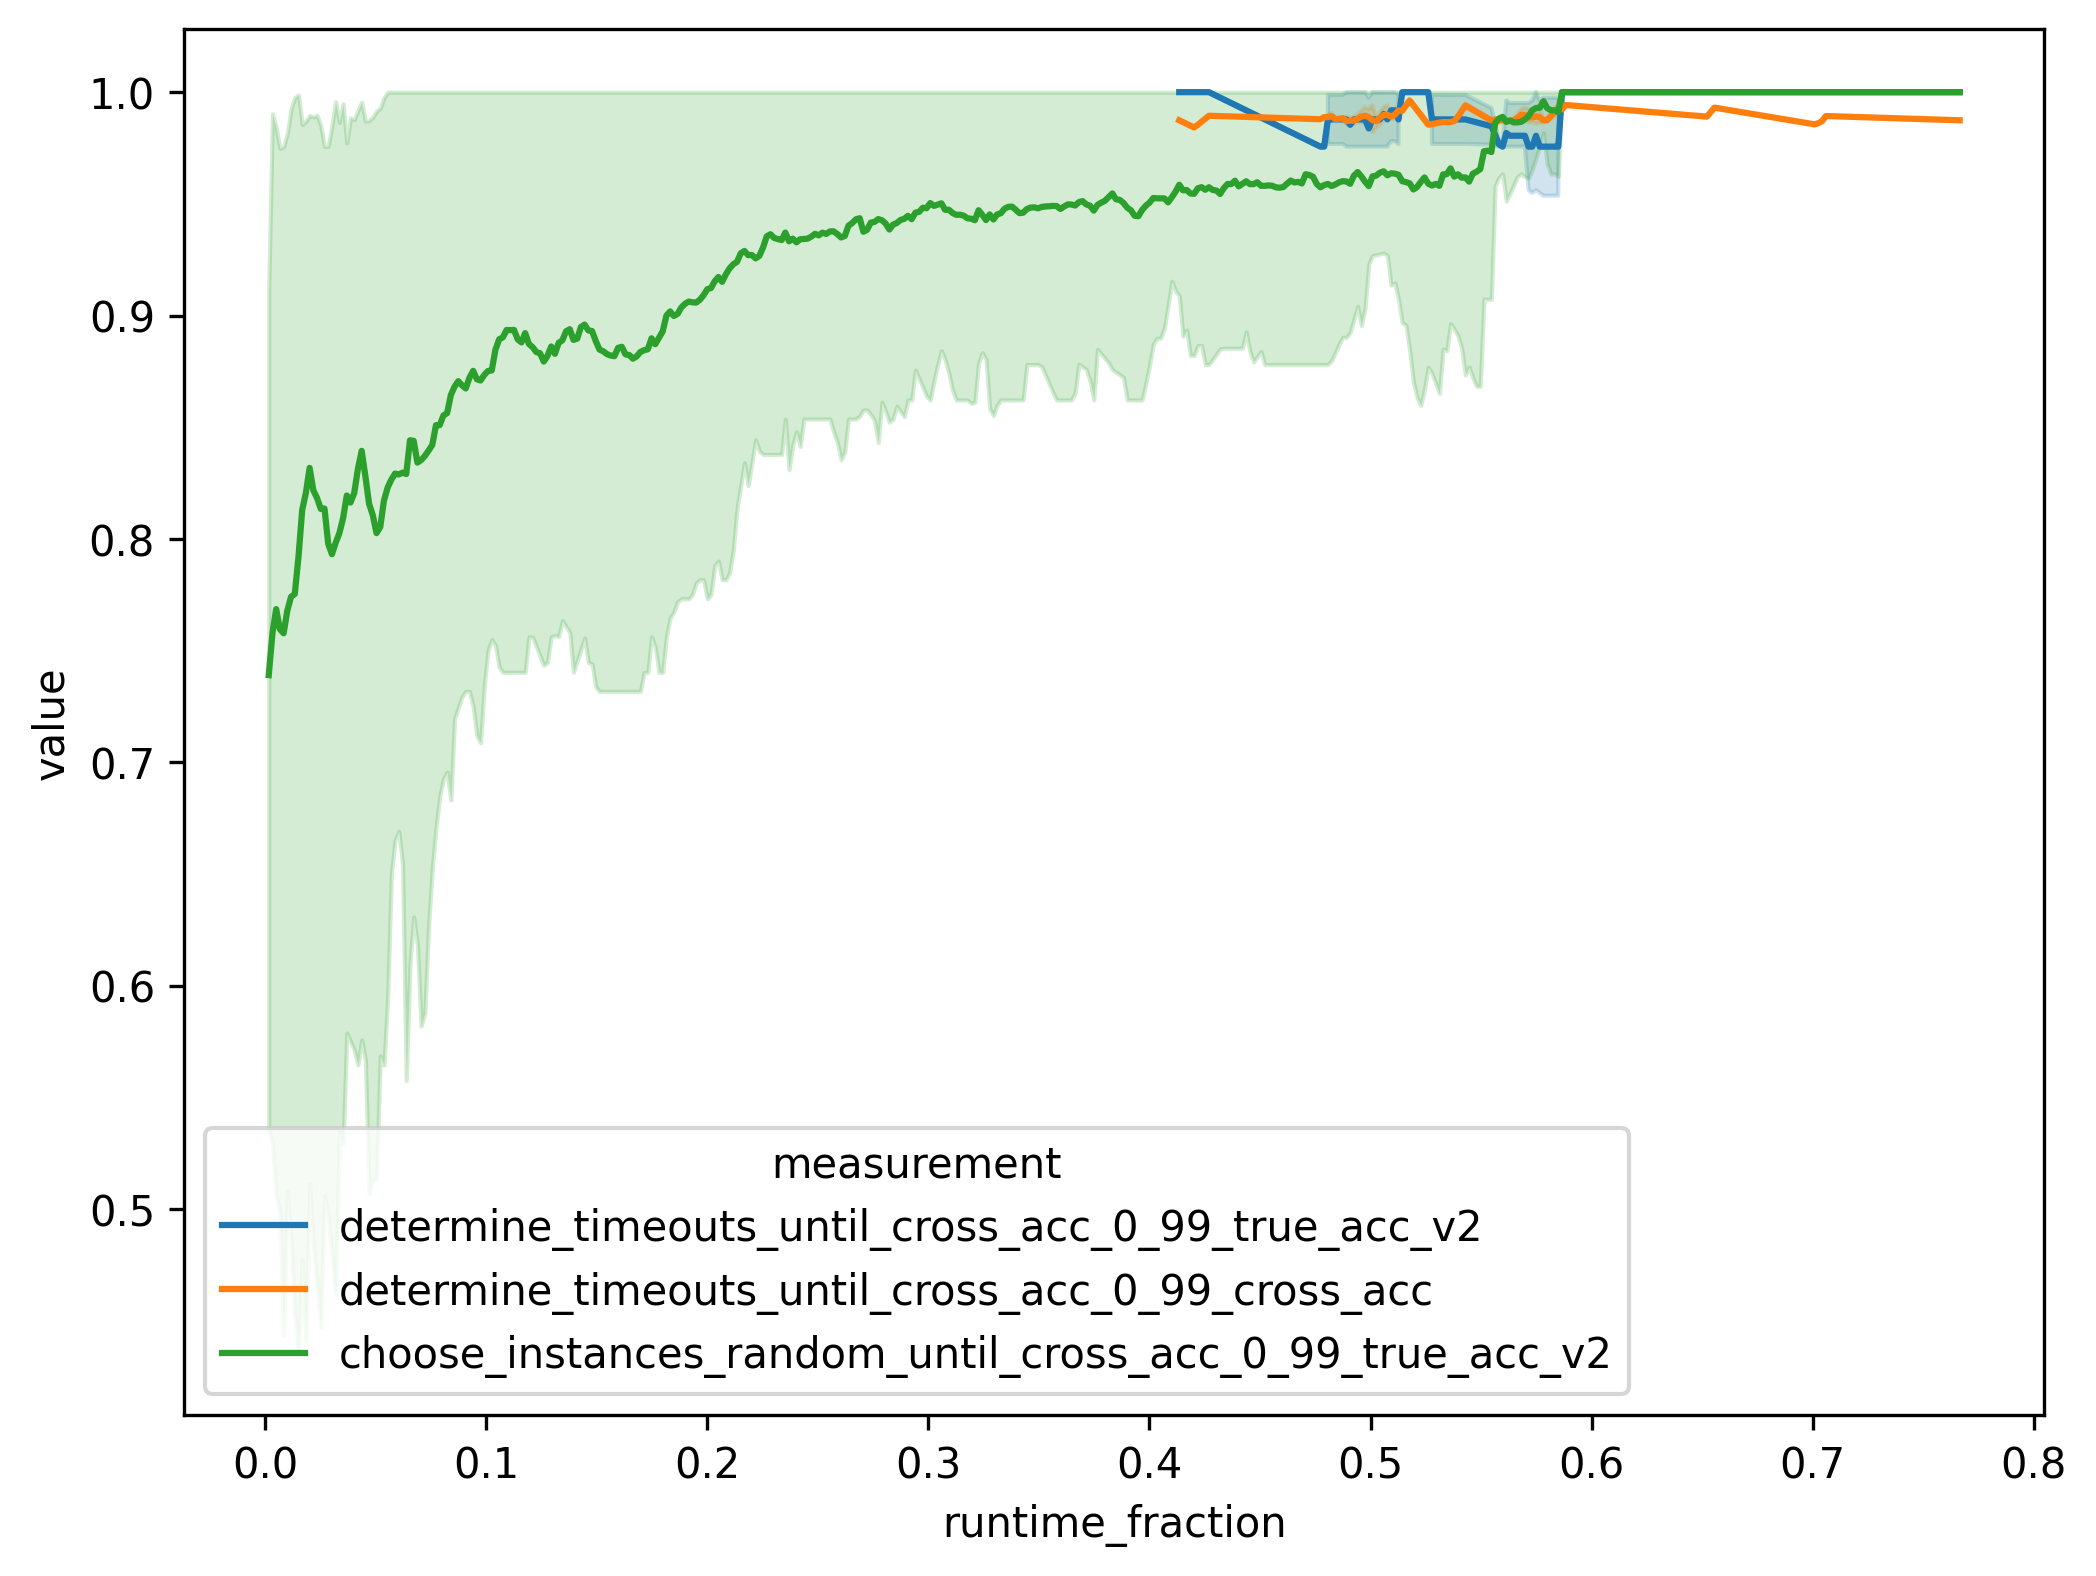 1.0
0.9
0.8
0.7
0.6
0.5
value
measurement
determine_timeouts_until_cross_acc_0_99_true_acc_v2
determine_timeouts_until_cross_acc_0_99_cross_acc
choose_instances_random_until_cross_acc_0_99_true_acc_v2
0.0 0.1 0.2 0.3 0.4 0.5 0.6 0.7 0.8
runtime_fraction